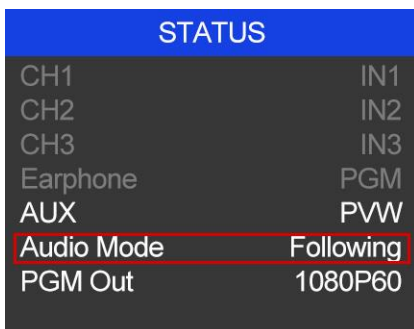 STATUS
CH1 IN1
CH2 IN2
CH3 IN3
Earphone PGM
AUX PVW
Audio Mode Following
PGM Out 1080P60